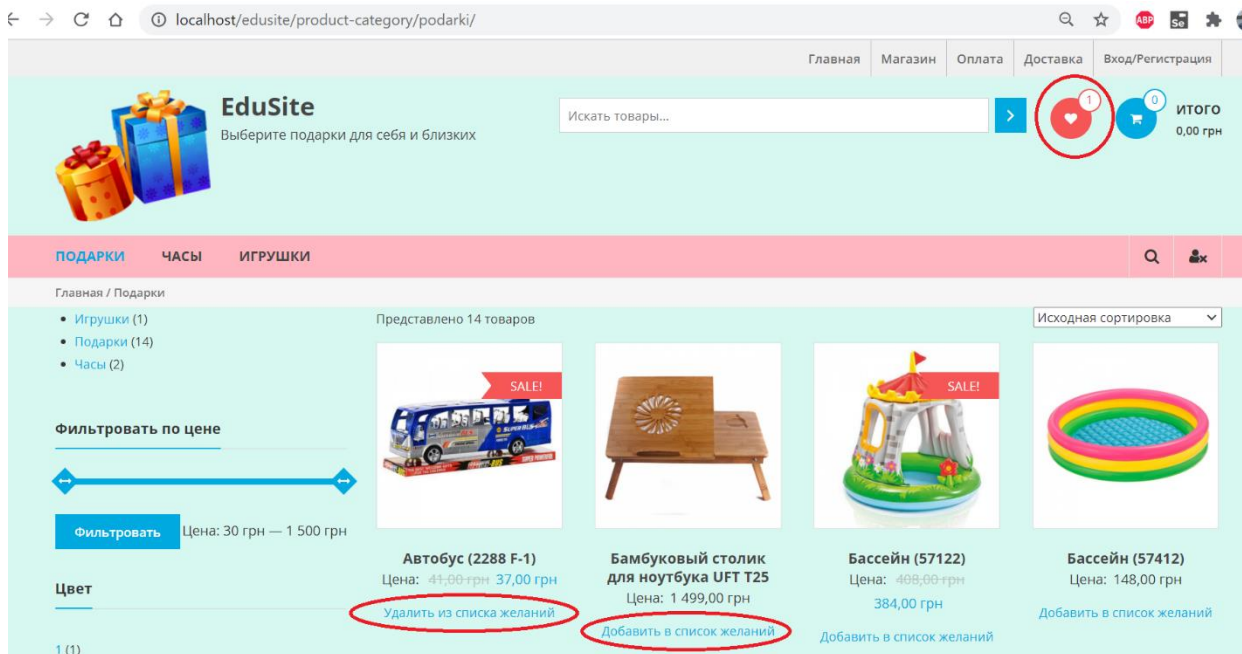 localhost/edusite/product-category/podarki/
ABP
Se
Главная
Магазин
Оплата
Доставка
Вход/Регистрация
EduSite
Выберите подарки для себя и близких
Искать товары...
1
0
ИТОГО
0,00 грн
ПОДАРКИ
ЧАСЫ
ИГРУШКИ
Главная / Подарки
Игрушки (1)
Подарки (14)
Часы (2)
Представлено 14 товаров
Исходная сортировка
Фильтровать по цене
Фильтровать
Цена: 30 грн — 1 500 грн
Цвет
1 (1)
SALE!
Автобус (2288 F-1)
Цена: 41,00 грн 37,00 грн
Удалить из списка желаний
Бамбуковый столик
для ноутбука UFT T25
Цена: 1 499,00 грн
Добавить в список желаний
SALE!
Бассейн (57122)
Цена: 408,00 грн
384,00 грн
Добавить в список желаний
Бассейн (57412)
Цена: 148,00 грн
Добавить в список желаний